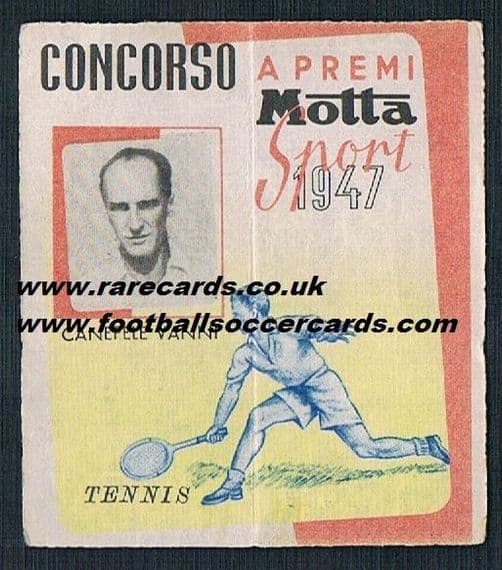 CONCORSO A PREMI
Motta
Sport
1947
www.rarecards.co.uk
www.footballsoccercards.com
CANEPELE VANNI
TENNIS